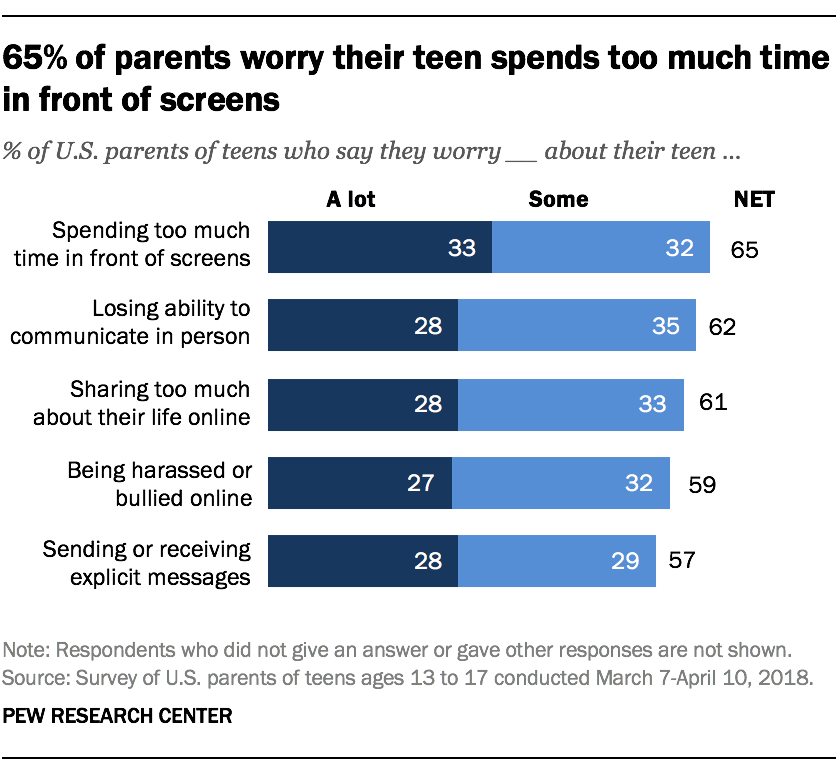 65% of parents worry their teen spends too much time
in front of screens
% of U.S. parents of teens who say they worry __ about their teen ...
A lot Some NET
Spending too much
time in front of screens
33 32 65
Losing ability to
communicate in person
28 35 62
Sharing too much
about their life online
28 33 61
Being harassed or
bullied online
27 32 59
Sending or receiving
explicit messages
28 29 57
Note: Respondents who did not give an answer or gave other responses are not shown.
Source: Survey of U.S. parents of teens ages 13 to 17 conducted March 7-April 10, 2018.
PEW RESEARCH CENTER